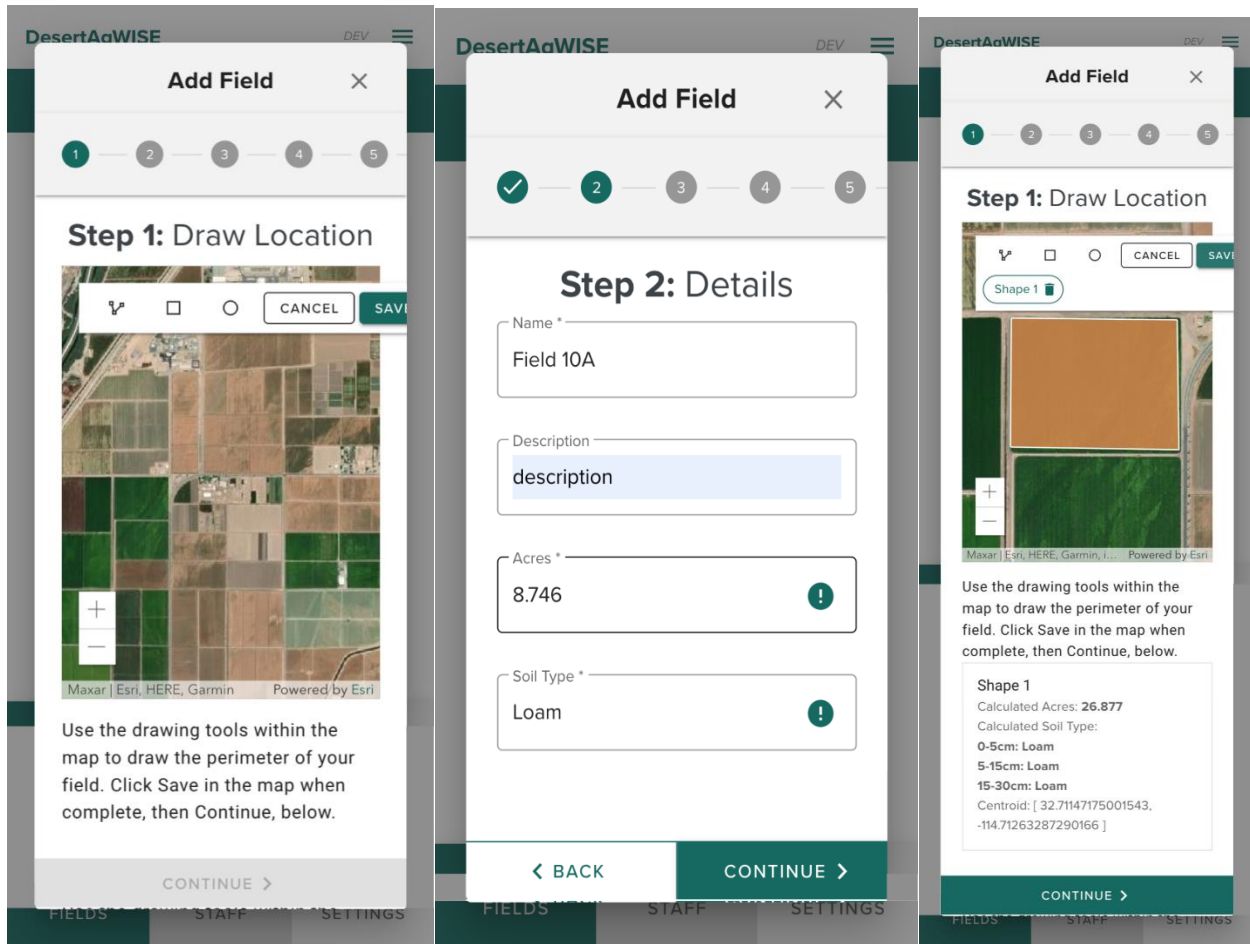 DesertAgWISE DEV
Add Field
1 2 3 4 5
Step 1: Draw Location
CANCEL SAVE
Maxar | Esri, HERE, Garmin Powered by Esri
Use the drawing tools within the
map to draw the perimeter of your
field. Click Save in the map when
complete, then Continue, below.
CONTINUE
FIELDS STAFF SETTINGS
DesertAgWISE DEV
Add Field
2 3 4 5
Step 2: Details
Name *
Field 10A
Description
description
Acres *
8.746
Soil Type *
Loam
BACK CONTINUE
FIELDS STAFF SETTINGS
DesertAgWISE DEV
Add Field
1 2 3 4 5
Step 1: Draw Location
CANCEL SAVE
Shape 1
Maxar | Esri, HERE, Garmin, i... Powered by Esri
Use the drawing tools within the
map to draw the perimeter of your
field. Click Save in the map when
complete, then Continue, below.
Shape 1
Calculated Acres: 26.877
Calculated Soil Type:
0-5cm: Loam
5-15cm: Loam
15-30cm: Loam
Centroid: [ 32.71147175001543,
-114.71263287290166 ]
CONTINUE
FIELDS STAFF SETTINGS